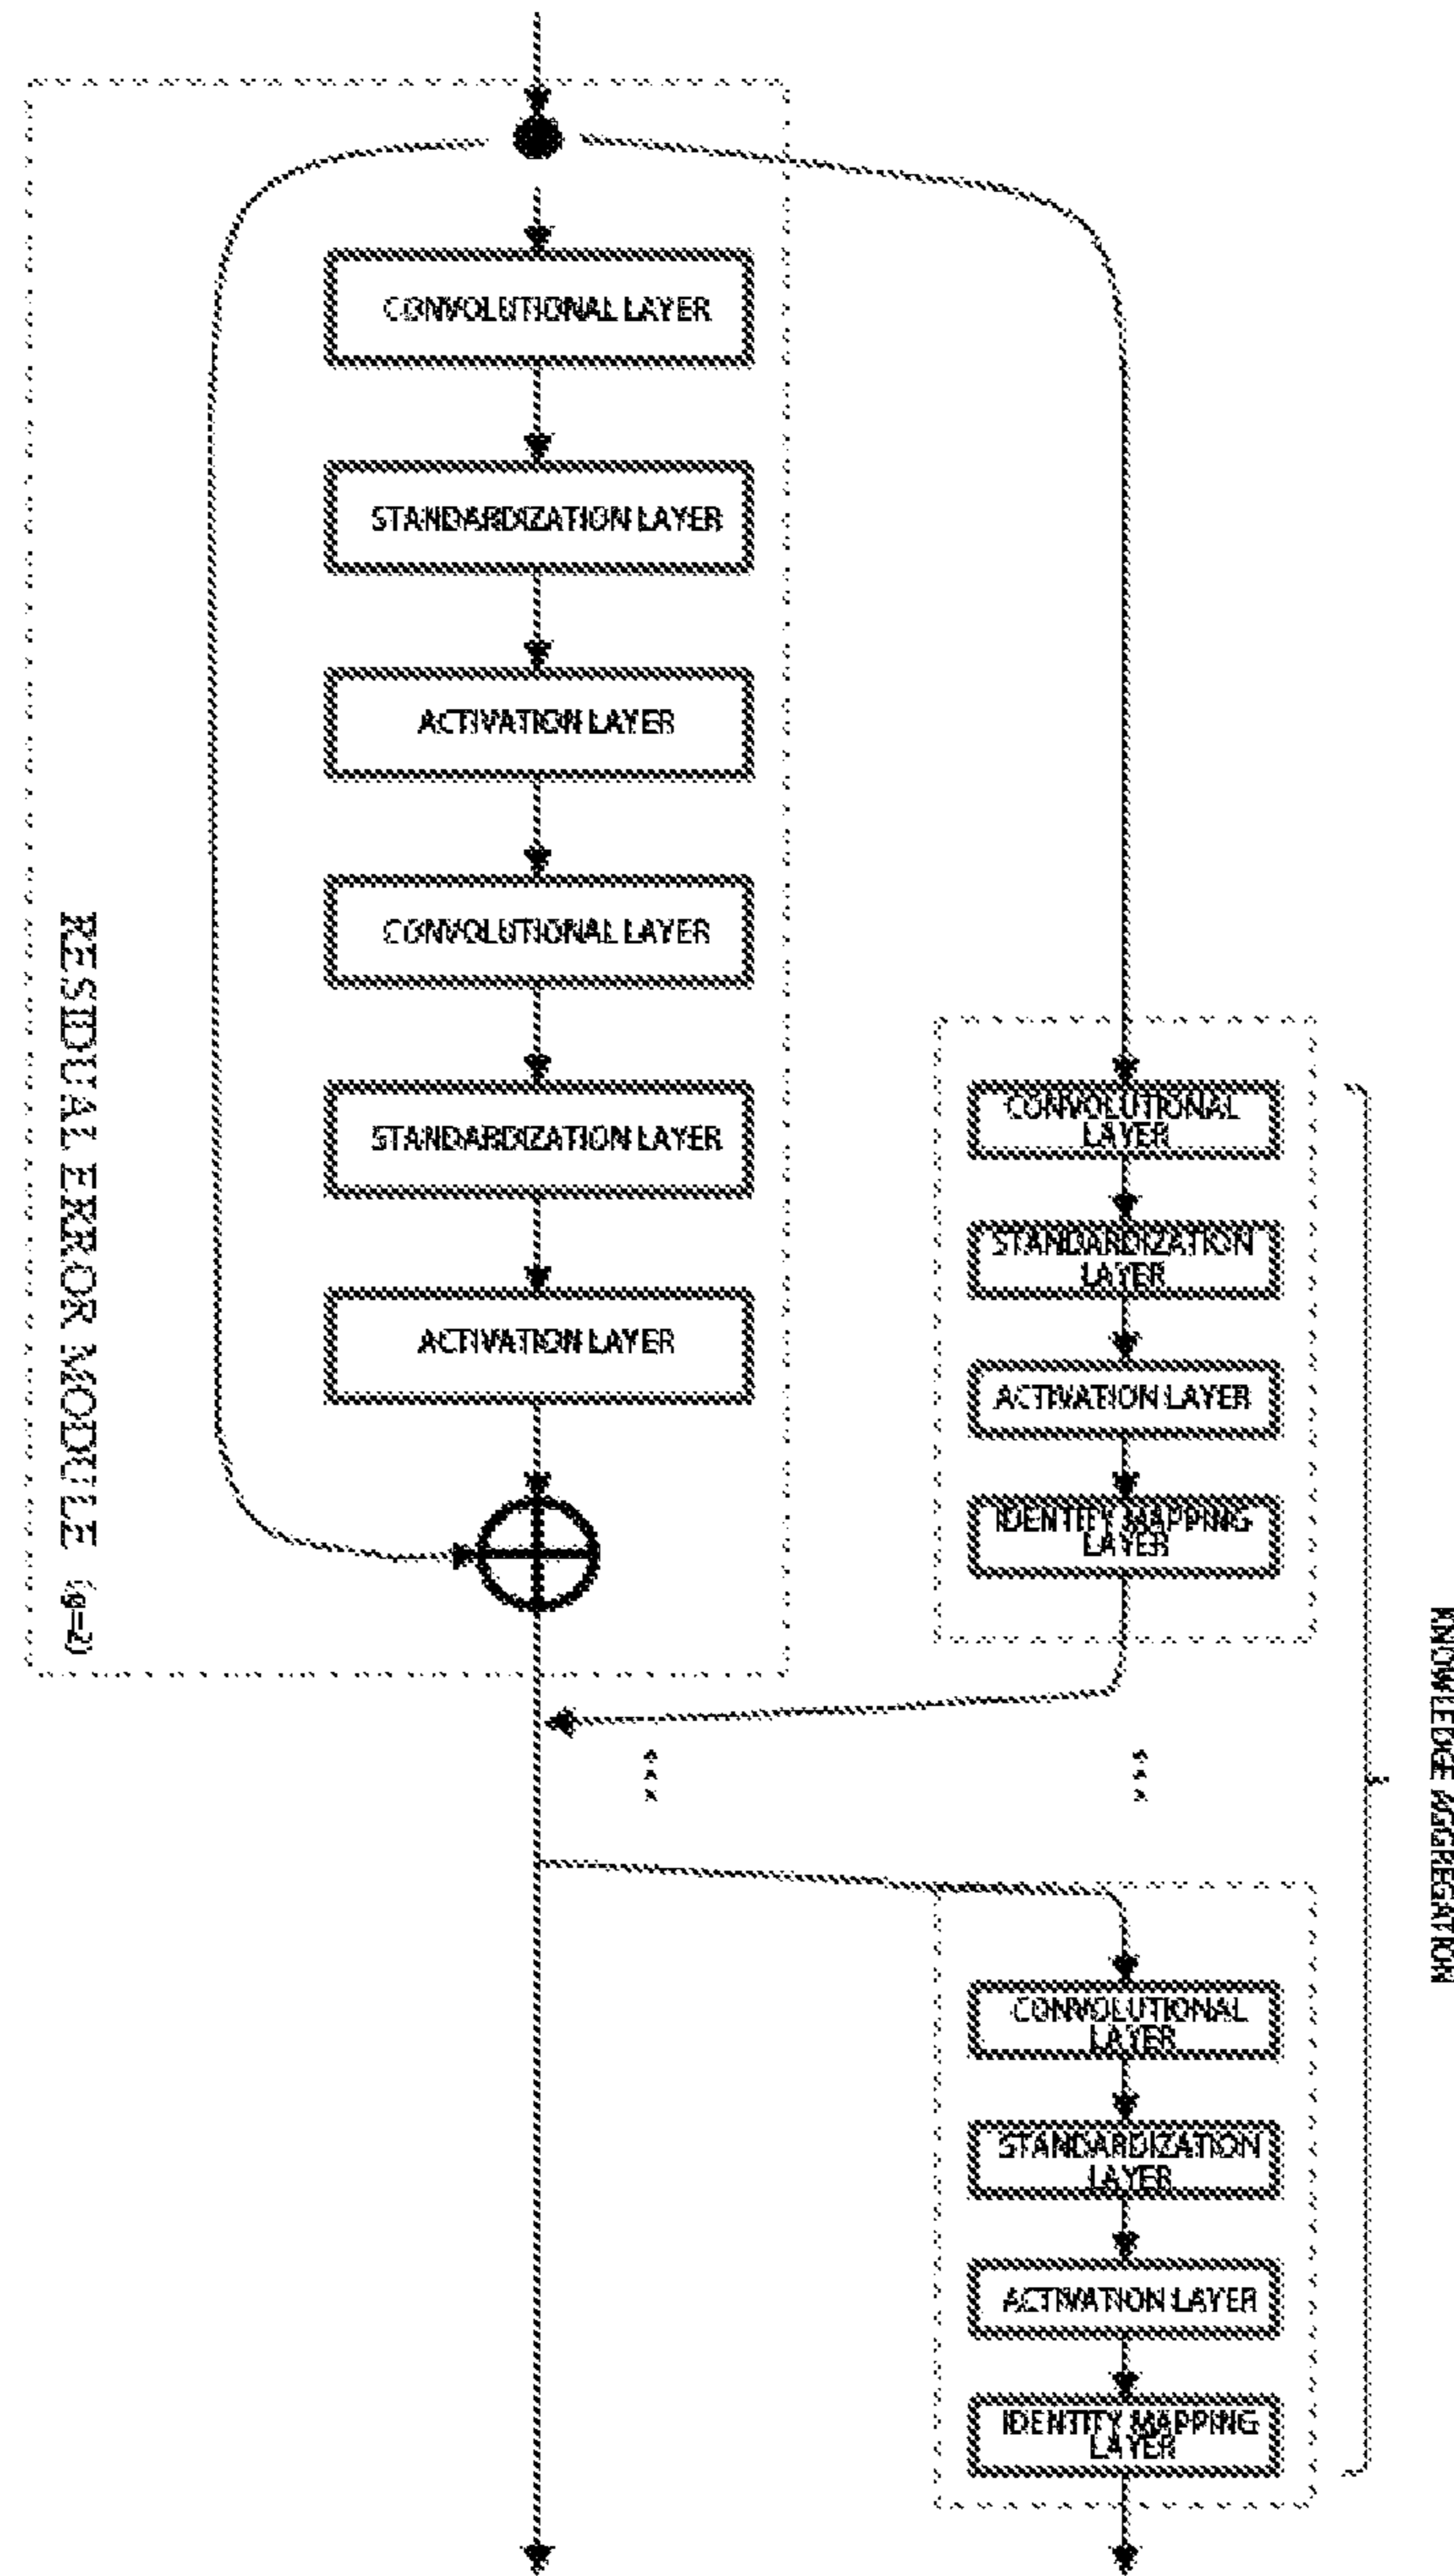 CONVOLUTIONAL LAYER
STANDARDIZATION LAYER
ACTIVATION LAYER
CONVOLUTIONAL LAYER
STANDARDIZATION LAYER
ACTIVATION LAYER
RESIDUAL ERROR MODULE (g=2)
CONVOLUTIONAL
LAYER
STANDARDIZATION
LAYER
ACTIVATION LAYER
IDENTITY MAPPING
LAYER
CONVOLUTIONAL
LAYER
STANDARDIZATION
LAYER
ACTIVATION LAYER
IDENTITY MAPPING
LAYER
KNOWLEDGE AGGREGATION